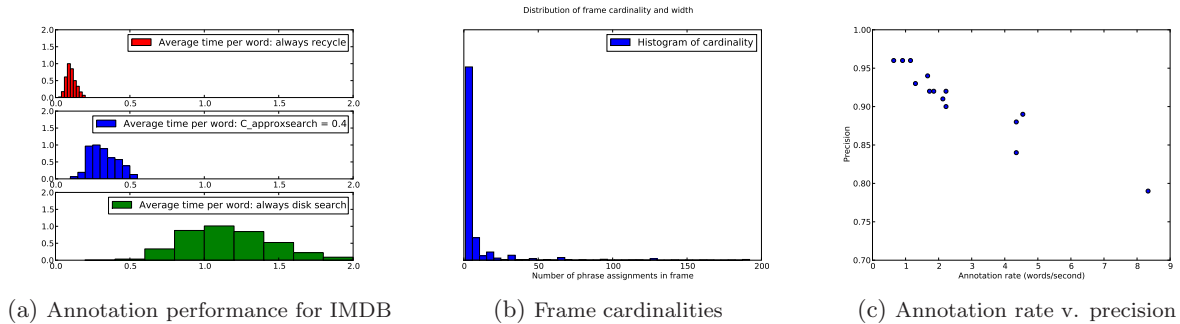 Distribution of frame cardinality and width
2.0
Average time per word: always recycle
1.5
1.0
0.5
0.0
0.0 0.5 1.0 1.5 2.0
2.0
Average time per word: C_approxsearch = 0.4
1.5
1.0
0.5
0.0
0.0 0.5 1.0 1.5 2.0
2.0
Average time per word: always disk search
1.5
1.0
0.5
0.0
0.0 0.5 1.0 1.5 2.0
Histogram of cardinality
0 50 100 150 200
Number of phrase assignments in frame
1.00
0.95
0.90
0.85
0.80
0.75
0.70
Precision
0 1 2 3 4 5 6 7 8 9
Annotation rate (words/second)
(a) Annotation performance for IMDB
(b) Frame cardinalities
(c) Annotation rate v. precision